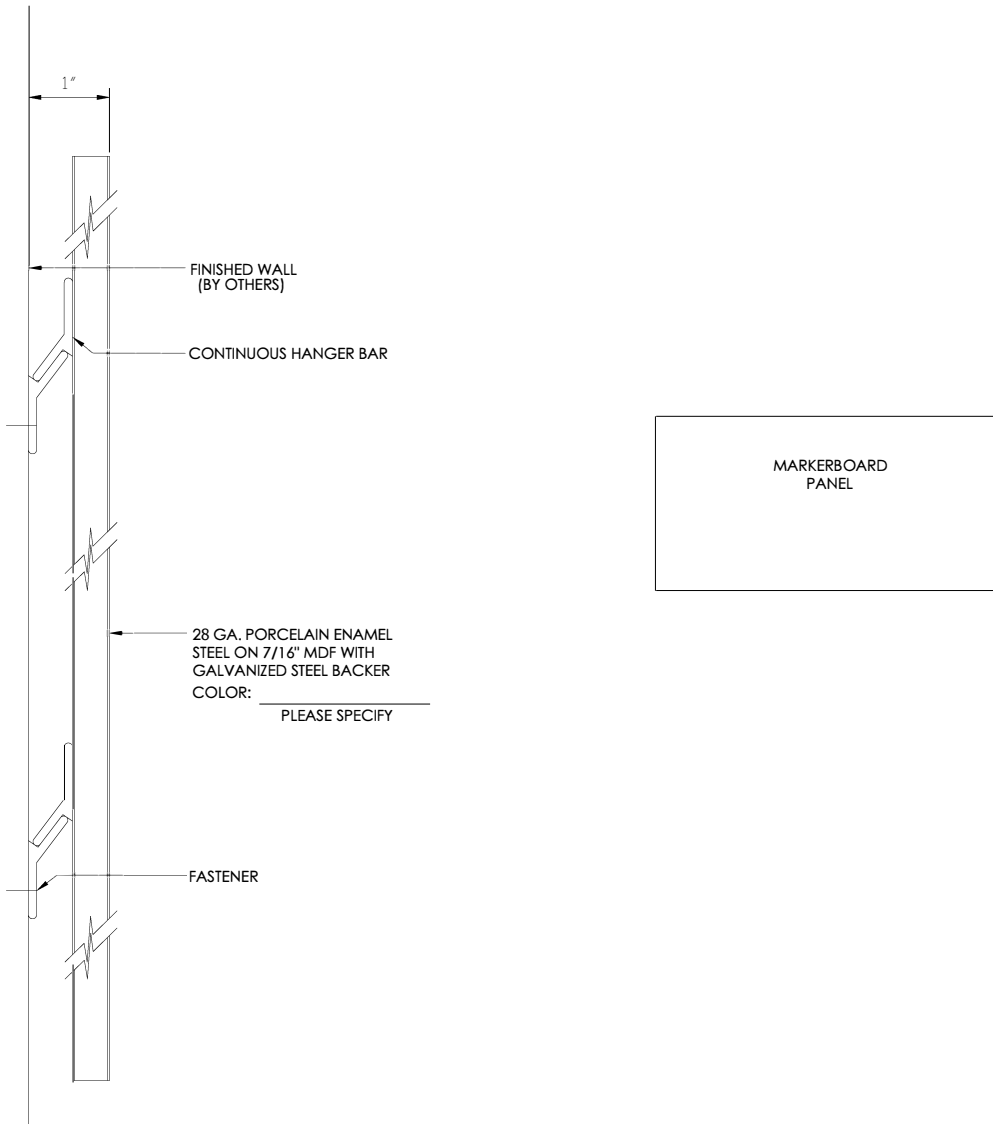 1"
FINISHED WALL
(BY OTHERS)
CONTINUOUS HANGER BAR
MARKERBOARD
PANEL
28 GA. PORCELAIN ENAMEL
STEEL ON 7/16" MDF WITH
GALVANIZED STEEL BACKER
COLOR:
PLEASE SPECIFY
FASTENER